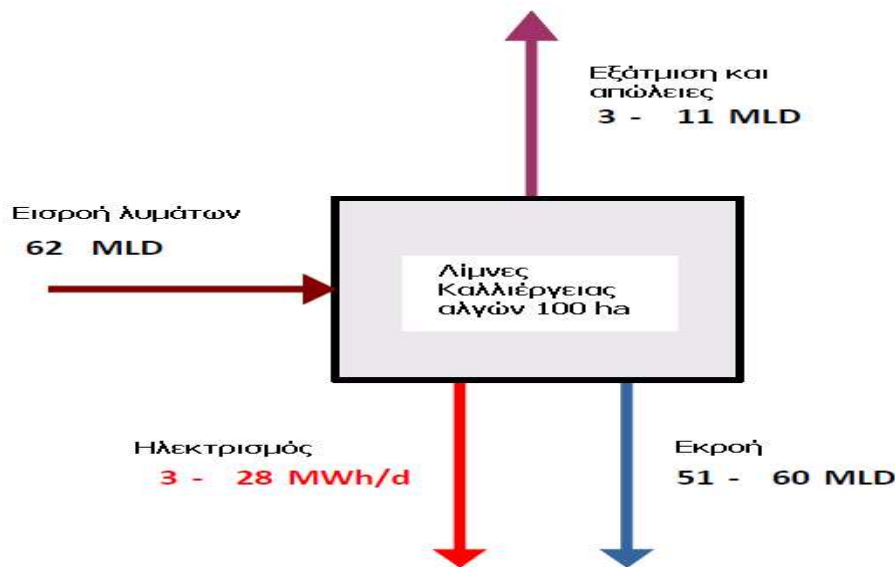 Εξάτμιση και
απώλειες
3 - 11 MLD
Εισροή λυμάτων
62 MLD
Λίμνες
Καλλιέργειας
αλγών 100 ha
Ηλεκτρισμός
3 - 28 MWh/d
Εκροή
51 - 60 MLD